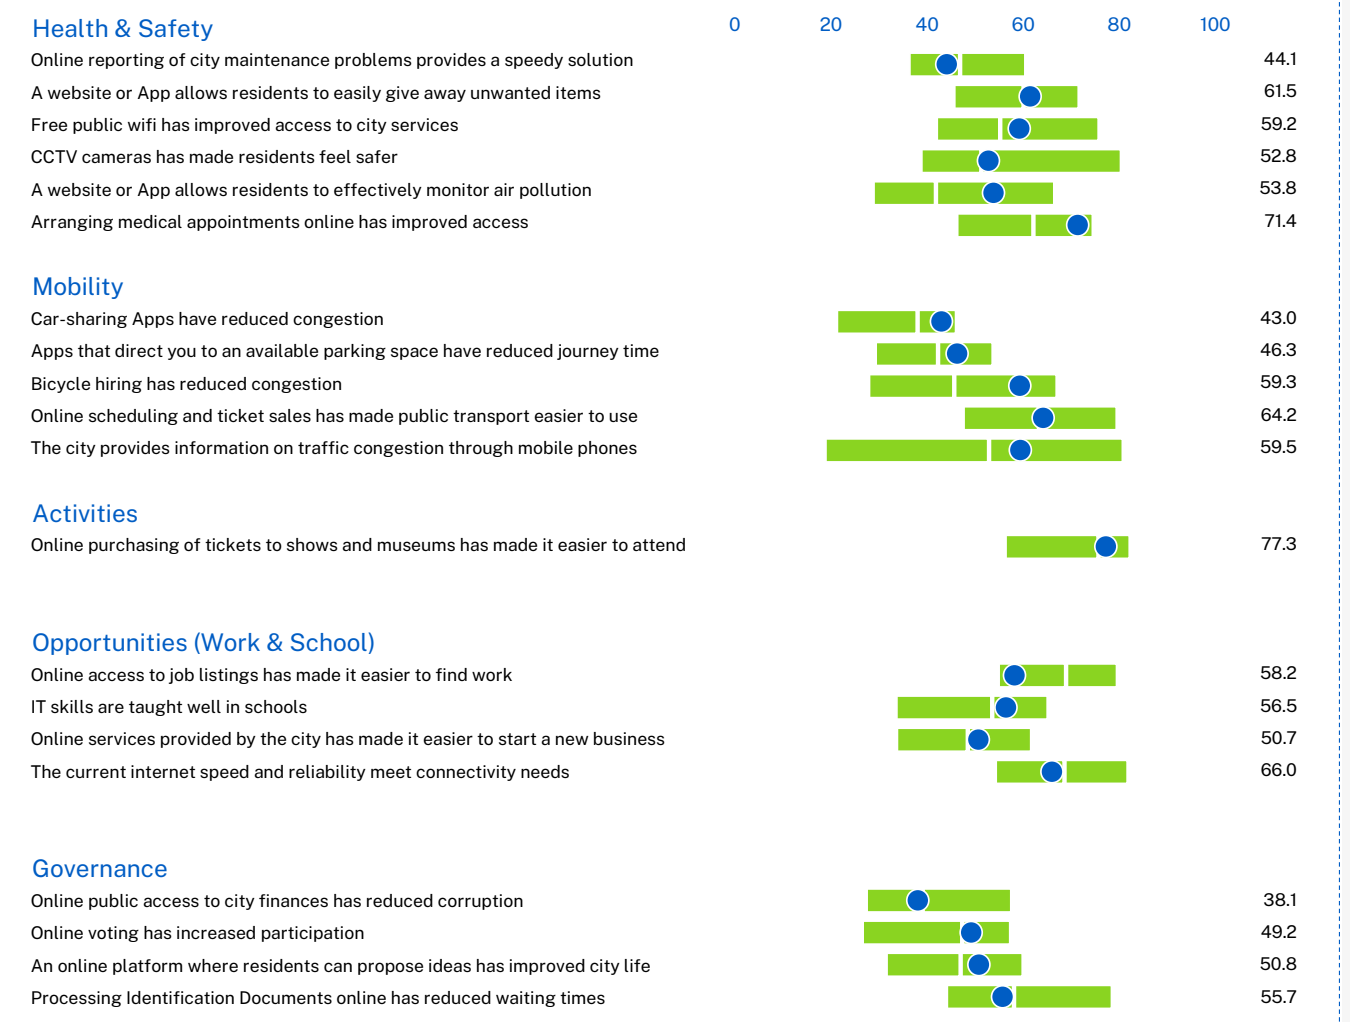 Health & Safety 0 20 40 60 80 100
Online reporting of city maintenance problems provides a speedy solution 44.1
A website or App allows residents to easily give away unwanted items 61.5
Free public wifi has improved access to city services 59.2
CCTV cameras has made residents feel safer 52.8
A website or App allows residents to effectively monitor air pollution 53.8
Arranging medical appointments online has improved access 71.4
Mobility
Car-sharing Apps have reduced congestion 43.0
Apps that direct you to an available parking space have reduced journey time 46.3
Bicycle hiring has reduced congestion 59.3
Online scheduling and ticket sales has made public transport easier to use 64.2
The city provides information on traffic congestion through mobile phones 59.5
Activities
Online purchasing of tickets to shows and museums has made it easier to attend 77.3
Opportunities (Work & School)
Online access to job listings has made it easier to find work 58.2
IT skills are taught well in schools 56.5
Online services provided by the city has made it easier to start a new business 50.7
The current internet speed and reliability meet connectivity needs 66.0
Governance
Online public access to city finances has reduced corruption 38.1
Online voting has increased participation 49.2
An online platform where residents can propose ideas has improved city life 50.8
Processing Identification Documents online has reduced waiting times 55.7